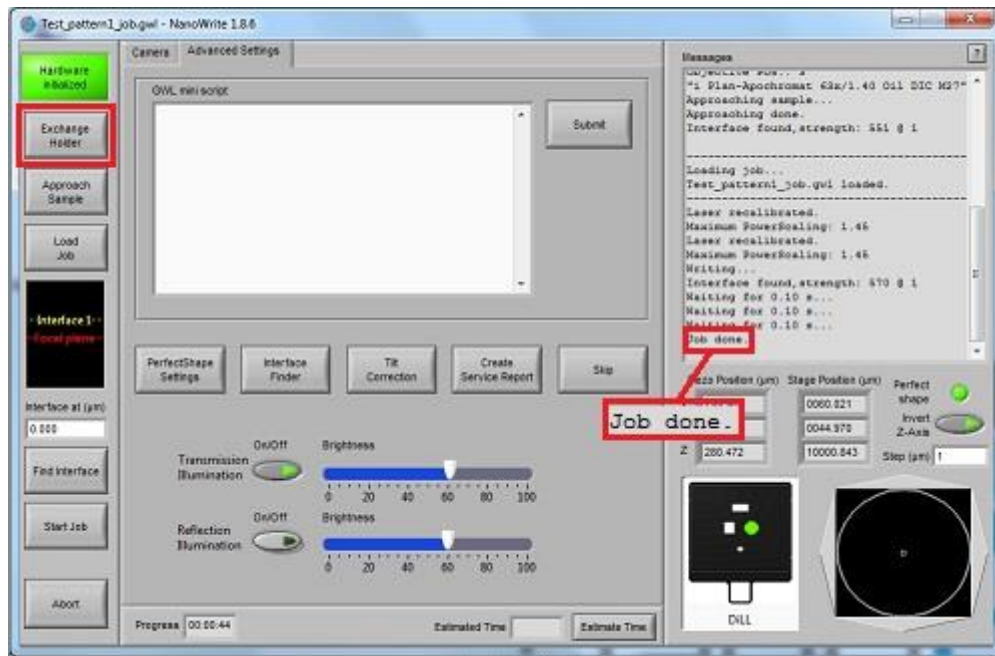 Test_pattern1_job.gwl - NanoWrite 1.8.6
Hardware
initialized
Exchange
Holder
Approach
Sample
Load
Job
- Interface 1-
Focal plane
Interface at (µm)
0.000
Find Interface
Start Job
Abort
Camera
Advanced Settings
GWL mini script
Submit
PerfectShape
Settings
Interface
Finder
Tilt
Correction
Create
Service Report
Skip
On/Off
Brightness
Transmission
Illumination
0 20 40 60 80 100
On/Off
Brightness
Reflection
Illumination
0 20 40 60 80 100
Progress 00:00:44
Estimated Time
Estimate Time
Messages
?
"1 Plan-Apochromat 63x/1.40 Oil DIC M27"
Approaching sample...
Approaching done.
Interface found,strength: 551 @ 1
Loading job...
Test_pattern1_job.gwl loaded.
Laser recalibrated.
Maximum PowerScaling: 1.45
Laser recalibrated.
Maximum PowerScaling: 1.45
Writing...
Interface found,strength: 570 @ 1
Waiting for 0.10 s...
Waiting for 0.10 s...
Waiting for 0.10 s...
Job done.
Job done.
Piezo Position (µm)
Stage Position (µm)
0060.021
0044.970
Z 280.472
10000.843
Perfect
shape
Invert
Z-Axis
Step (µm) 1
DiLL